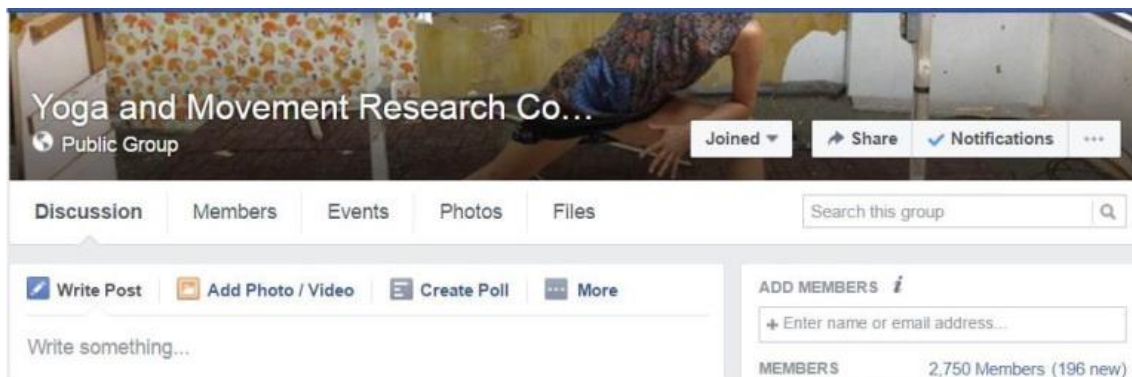 Yoga and Movement Research Co...
Public Group
Joined
Share
Notifications
Discussion
Members
Events
Photos
Files
Search this group
Write Post
Add Photo / Video
Create Poll
More
Write something...
ADD MEMBERS i
+ Enter name or email address...
MEMBERS
2,750 Members (196 new)